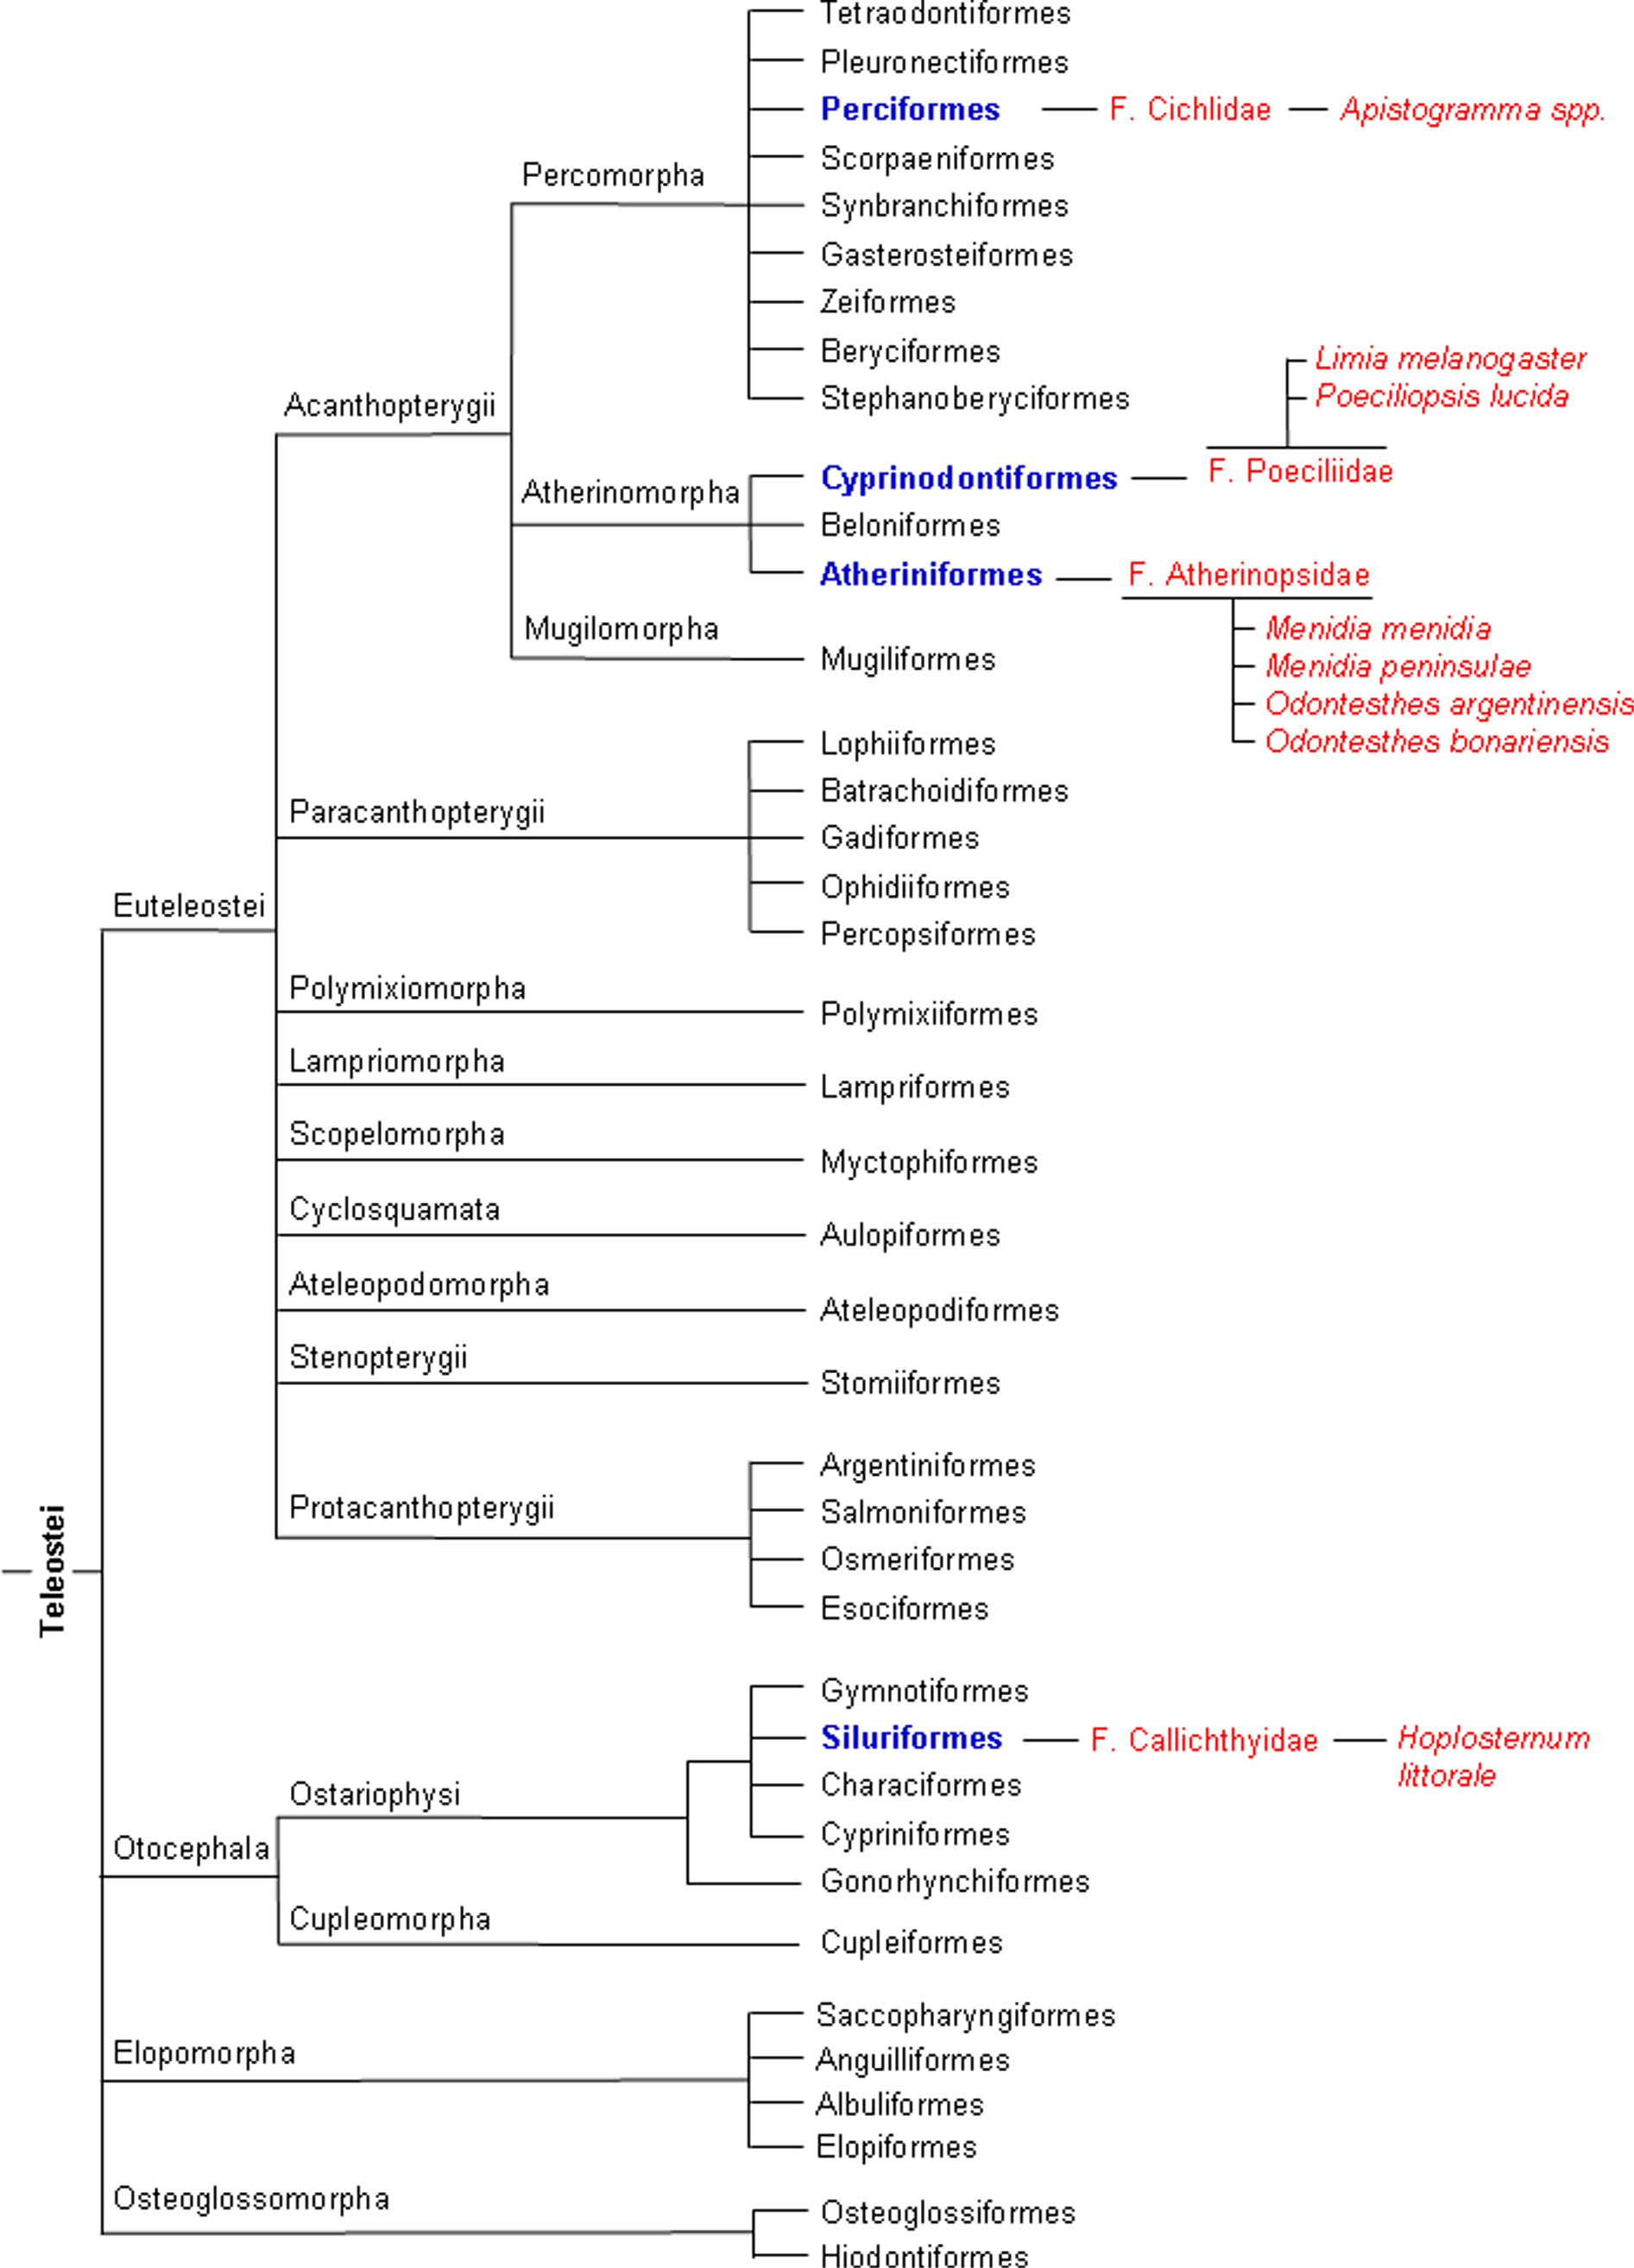 Tetraodontiformes
Pleuronectiformes
Perciformes F. Cichlidae Apistogramma spp.
Scorpaeniformes
Percomorpha
Synbranchiformes
Gasterosteiformes
Zeiformes
Beryciformes
Limia melanogaster
Poeciliopsis lucida
Stephanoberyciformes
Acanthopterygii
Cyprinodontiformes F. Poeciliidae
Atherinomorpha
Beloniformes
Atheriniformes F. Atherinopsidae
Menidia menidia
Menidia peninsulae
Odontesthes argentinensis
Odontesthes bonariensis
Mugilomorpha
Mugiliformes
Lophiiformes
Batrachoidiformes
Paracanthopterygii
Gadiformes
Ophidiiformes
Percopsiformes
Euteleostei
Polymixiomorpha
Polymixiiformes
Lampriomorpha
Lampriformes
Scopelomorpha
Myctophiformes
Cyclosquamata
Aulopiformes
Ateleopodomorpha
Ateleopodiformes
Stenopterygii
Stomiiformes
Argentiniformes
Protacanthopterygii
Salmoniformes
Osmeriformes
Esociformes
Teleostei
Gymnotiformes
Siluriformes F. Callichthyidae Hoplosternum
littorale
Ostariophysi
Characiformes
Cypriniformes
Otocephala
Gonorhynchiformes
Cupleomorpha
Cupleiformes
Saccopharyngiformes
Elopomorpha
Anguilliformes
Albuliformes
Elopiformes
Osteoglossomorpha
Osteoglossiformes
Hiodontiformes